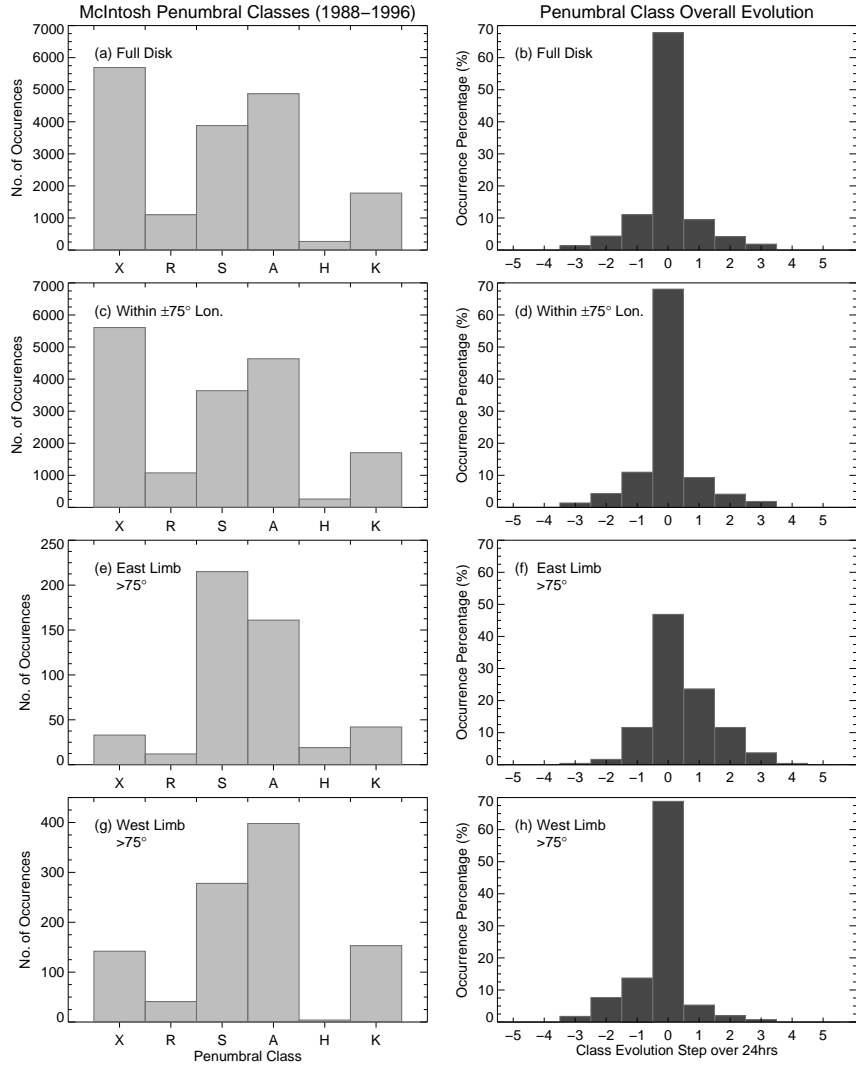 McIntosh Penumbral Classes (1988−1996)
Penumbral Class Overall Evolution
(a) Full Disk
No. of Occurences
7000
6000
5000
4000
3000
2000
1000
0
X R S A H K
(b) Full Disk
Occurrence Percentage (%)
70
60
50
40
30
20
10
0
−5 −4 −3 −2 −1 0 1 2 3 4 5
(c) Within ±75° Lon.
No. of Occurences
7000
6000
5000
4000
3000
2000
1000
0
X R S A H K
(d) Within ±75° Lon.
Occurrence Percentage (%)
70
60
50
40
30
20
10
0
−5 −4 −3 −2 −1 0 1 2 3 4 5
(e) East Limb
>75°
No. of Occurences
250
200
150
100
50
0
X R S A H K
(f) East Limb
>75°
Occurrence Percentage (%)
70
60
50
40
30
20
10
0
−5 −4 −3 −2 −1 0 1 2 3 4 5
(g) West Limb
>75°
No. of Occurences
400
300
200
100
0
X R S A H K
Penumbral Class
(h) West Limb
>75°
Occurrence Percentage (%)
70
60
50
40
30
20
10
0
−5 −4 −3 −2 −1 0 1 2 3 4 5
Class Evolution Step over 24hrs